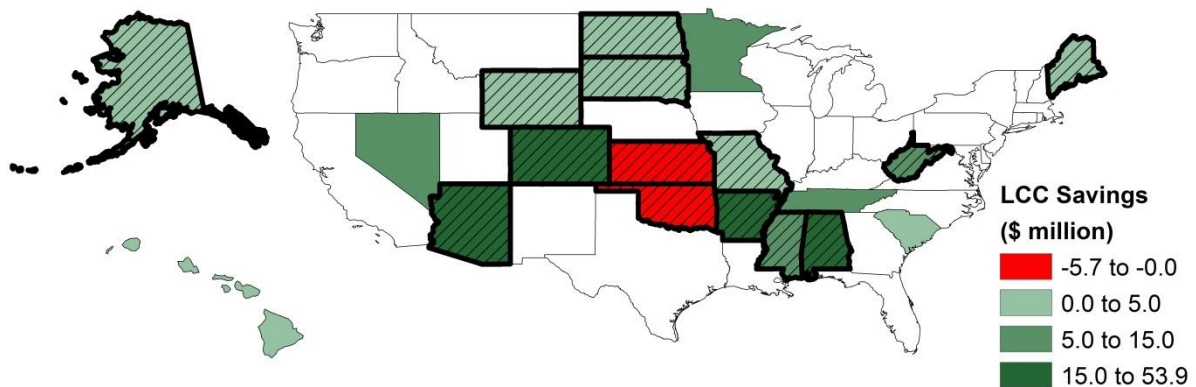 LCC Savings
($ million)
-5.7 to -0.0
0.0 to 5.0
5.0 to 15.0
15.0 to 53.9